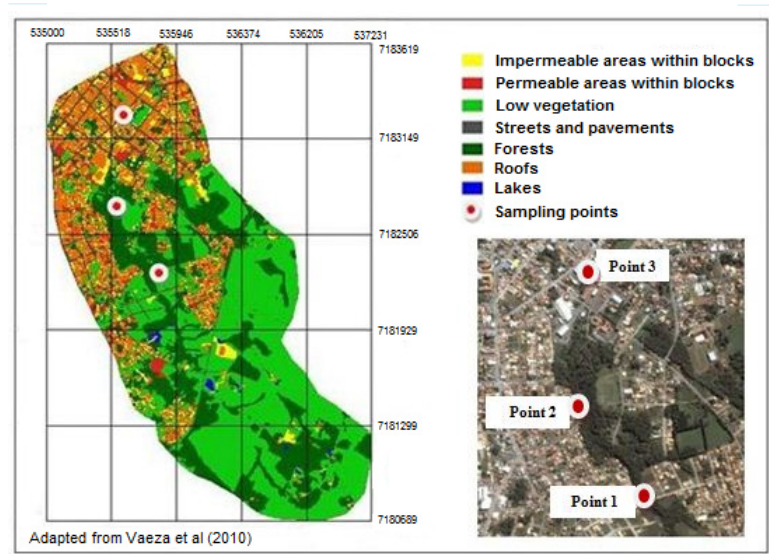 535000 535518 535946 536374 536205 537231
7183619
7183149
7182506
7181929
7181299
7180689
Adapted from Vaeza et al (2010)
Impermeable areas within blocks
Permeable areas within blocks
Low vegetation
Streets and pavements
Forests
Roofs
Lakes
Sampling points
Point 3
Point 2
Point 1